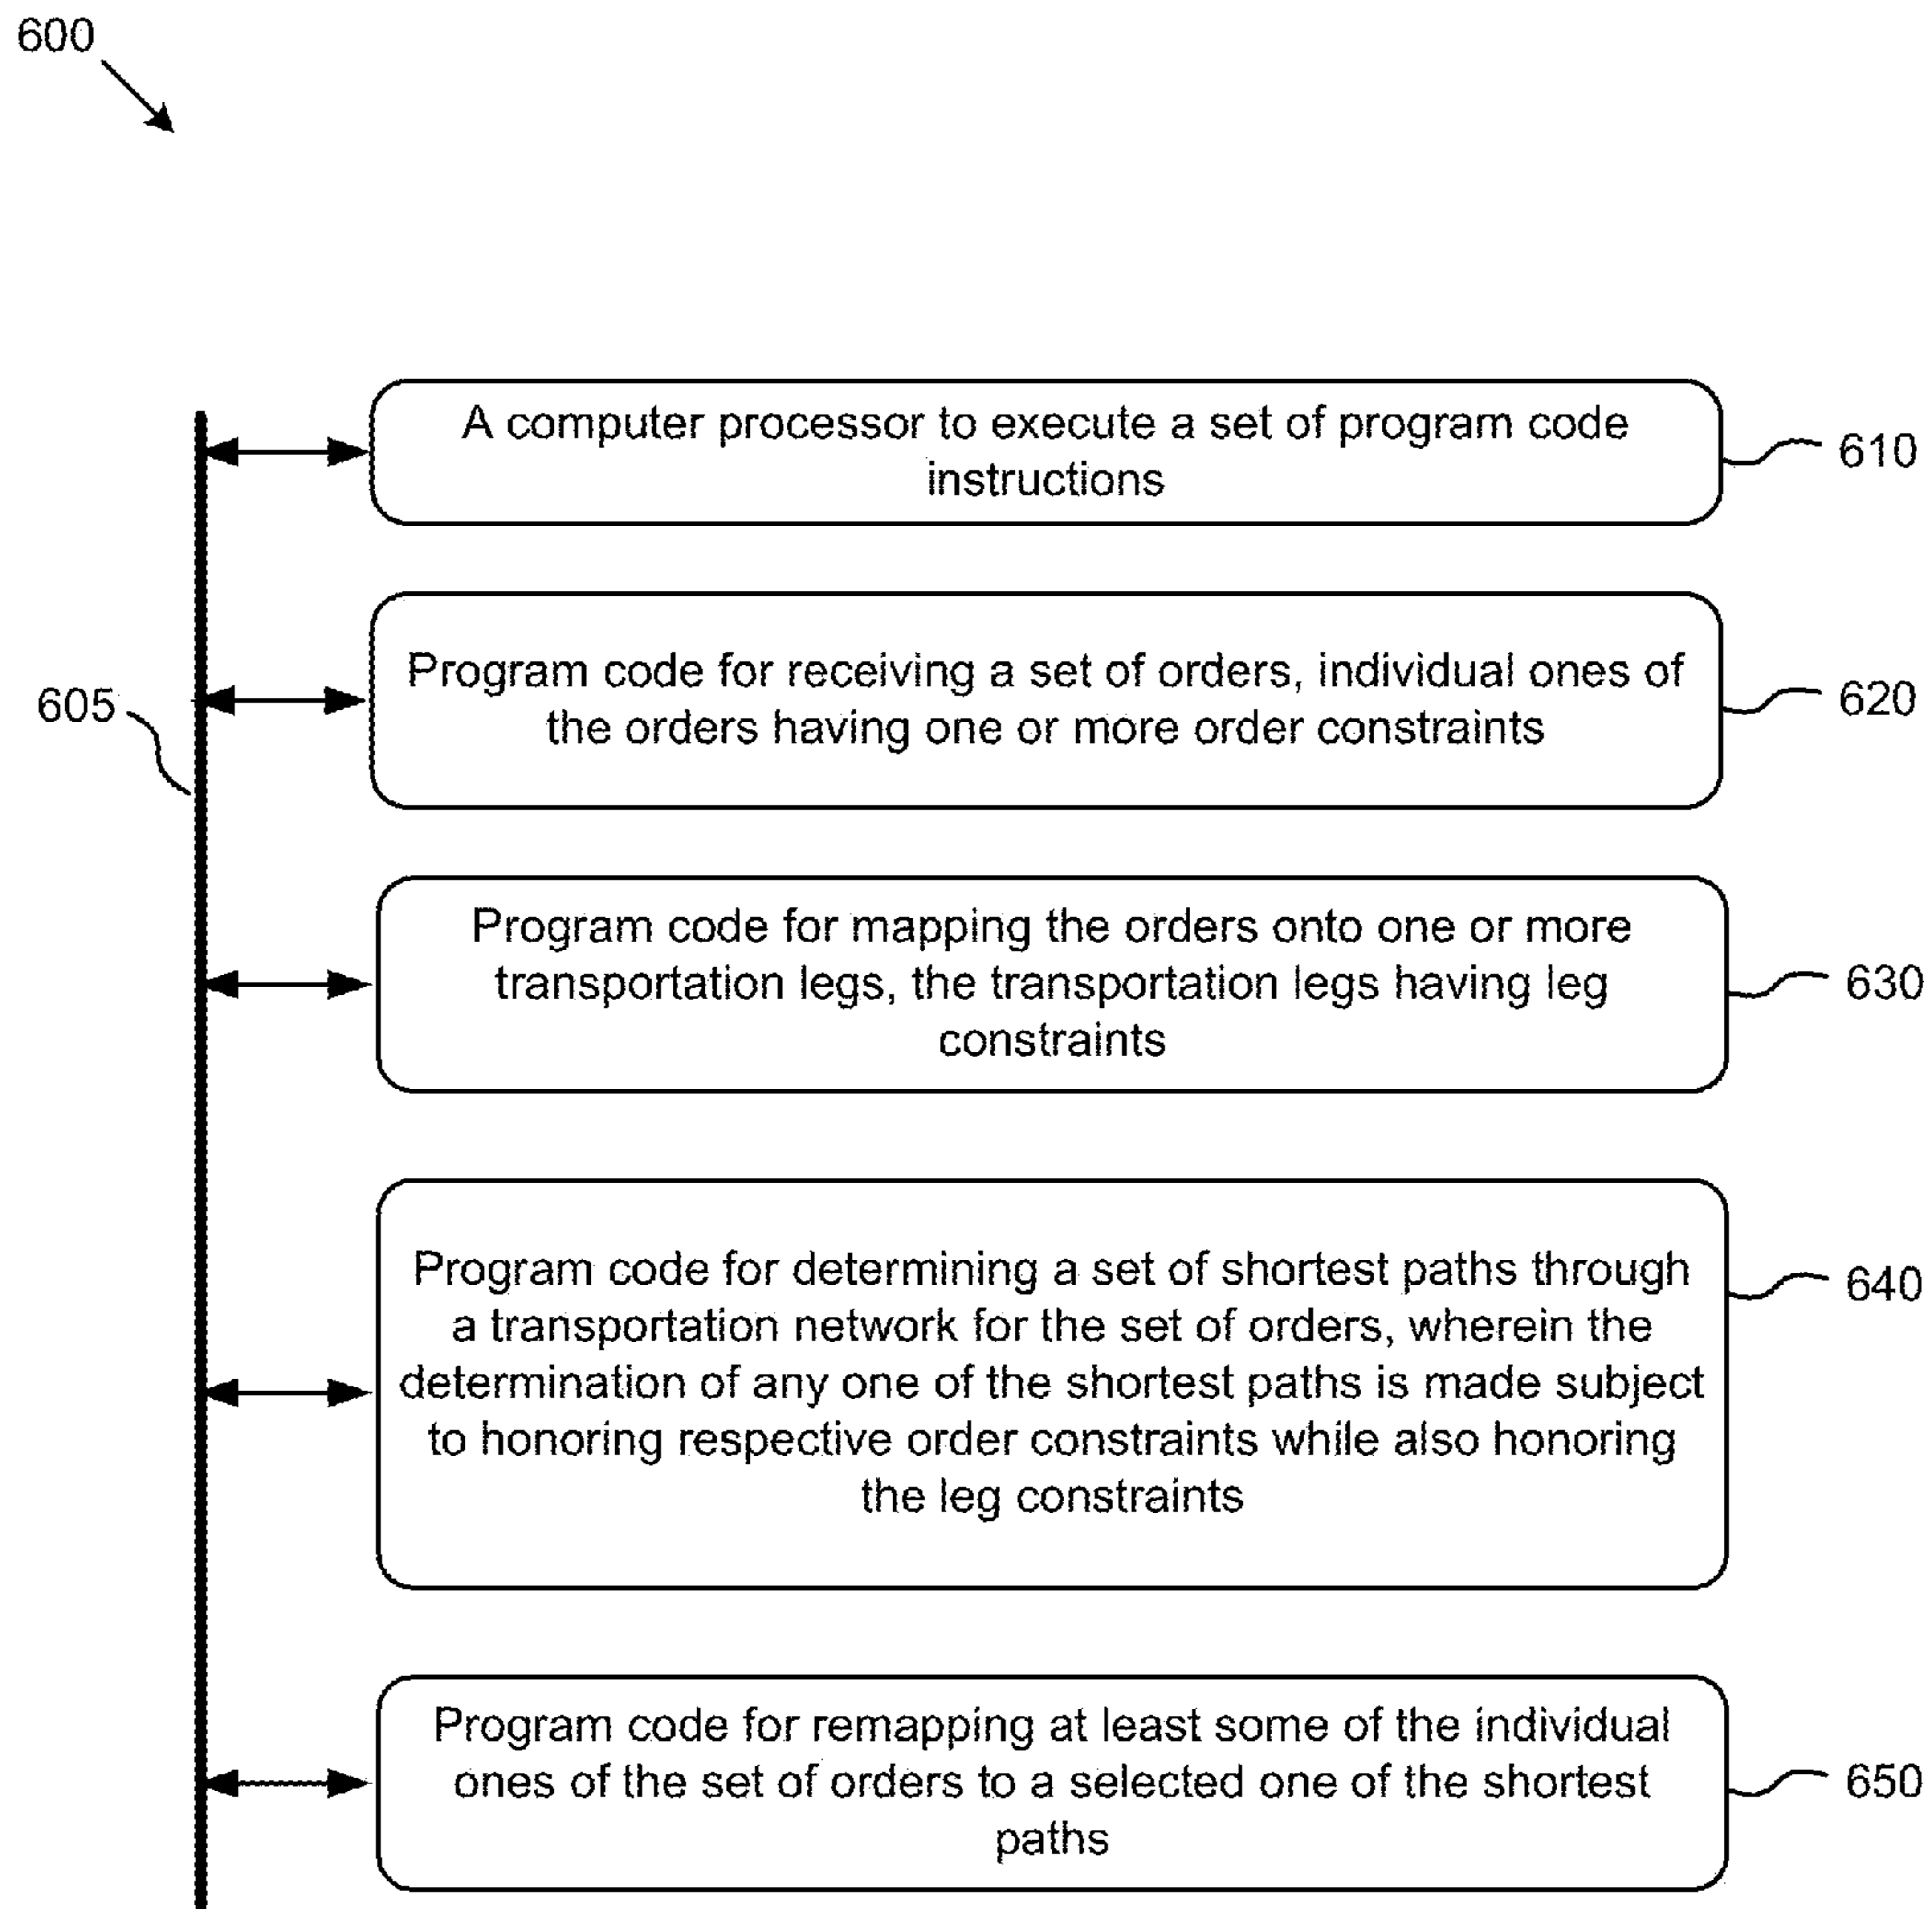 600
A computer processor to execute a set of program code
instructions
610
Program code for receiving a set of orders, individual ones of
the orders having one or more order constraints
620
605
Program code for mapping the orders onto one or more
transportation legs, the transportation legs having leg
constraints
630
Program code for determining a set of shortest paths through
a transportation network for the set of orders, wherein the
determination of any one of the shortest paths is made subject
to honoring respective order constraints while also honoring
the leg constraints
640
Program code for remapping at least some of the individual
ones of the set of orders to a selected one of the shortest
paths
650